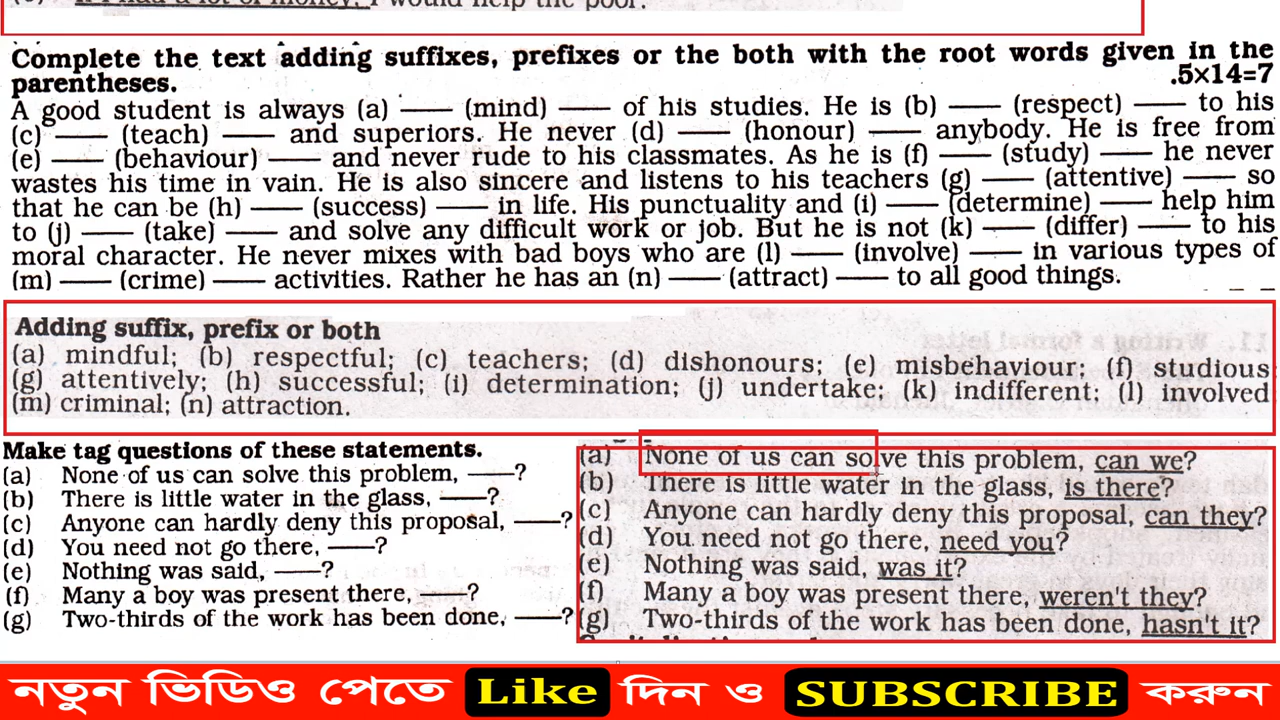 If I had a lot of money, I would help the poor.
Complete the text adding suffixes, prefixes or the both with the root words given in the
parentheses. .5×14=7
A good student is always (a) —— (mind) —— of his studies. He is (b) —— (respect) —— to his
(c) —— (teach) —— and superiors. He never (d) —— (honour) —— anybody. He is free from
(e) —— (behaviour) —— and never rude to his classmates. As he is (f) —— (study) —— he never
wastes his time in vain. He is also sincere and listens to his teachers (g) —— (attentive) —— so
that he can be (h) —— (success) —— in life. His punctuality and (i) —— (determine) —— help him
to (j) —— (take) —— and solve any difficult work or job. But he is not (k) —— (differ) —— to his
moral character. He never mixes with bad boys who are (l) —— (involve) —— in various types of
(m) —— (crime) —— activities. Rather he has an (n) —— (attract) —— to all good things.
Adding suffix, prefix or both
(a) mindful; (b) respectful; (c) teachers; (d) dishonours; (e) misbehaviour; (f) studious
(g) attentively; (h) successful; (i) determination; (j) undertake; (k) indifferent; (l) involved
(m) criminal; (n) attraction.
Make tag questions of these statements.
(a) None of us can solve this problem, ——?
(b) There is little water in the glass, ——?
(c) Anyone can hardly deny this proposal, ——?
(d) You need not go there, ——?
(e) Nothing was said, ——?
(f) Many a boy was present there, ——?
(g) Two-thirds of the work has been done, ——?
(a) None of us can solve this problem, can we?
(b) There is little water in the glass, is there?
(c) Anyone can hardly deny this proposal, can they?
(d) You need not go there, need you?
(e) Nothing was said, was it?
(f) Many a boy was present there, weren't they?
(g) Two-thirds of the work has been done, hasn't it?
নতুন ভিডিও পেতে Like দিন ও SUBSCRIBE করুন